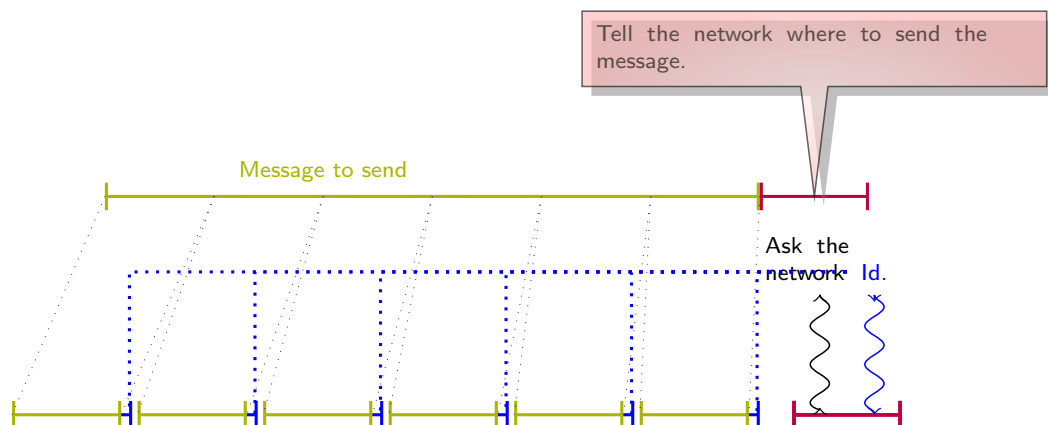 Tell the network where to send the
message.
Message to send
Ask the
network
Id.